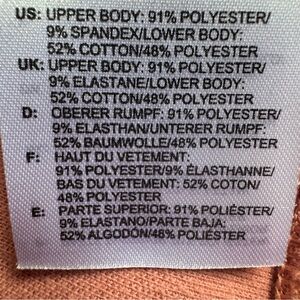 US: UPPER BODY: 91% POLYESTER/
9% SPANDEX/LOWER BODY:
52% COTTON/48% POLYESTER
UK: UPPER BODY: 91% POLYESTER/
9% ELASTANE/LOWER BODY:
52% COTTON/48% POLYESTER
D: OBERER RUMPF: 91% POLYESTER/
9% ELASTHAN/UNTERER RUMPF:
52% BAUMWOLLE/48% POLYESTER
F: HAUT DU VETEMENT:
91% POLYESTER/9% ÉLASTHANNE/
BAS DU VETEMENT: 52% COTON/
48% POLYESTER
E: PARTE SUPERIOR: 91% POLIÉSTER/
9% ELASTANO/PARTE BAJA:
52% ALGODÓN/48% POLIÉSTER